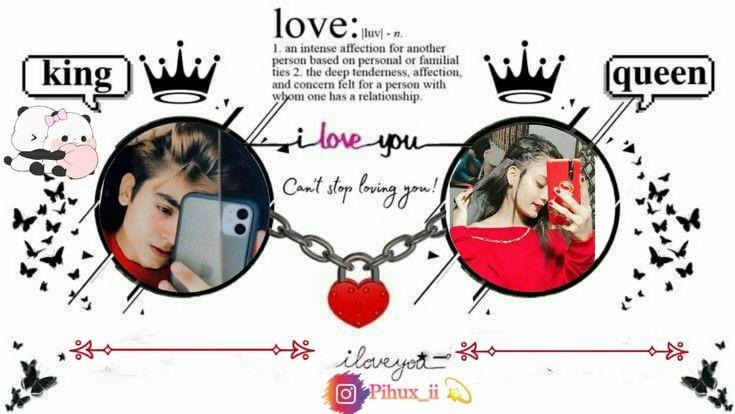 love: |luv| - n.
1. an intense affection for another
person based on personal or familial
ties 2. the deep tenderness, affection,
and concern felt for a person with
whom one has a relationship.
king
queen
i love you
Can't stop loving you!
i love you
Pihux_ii